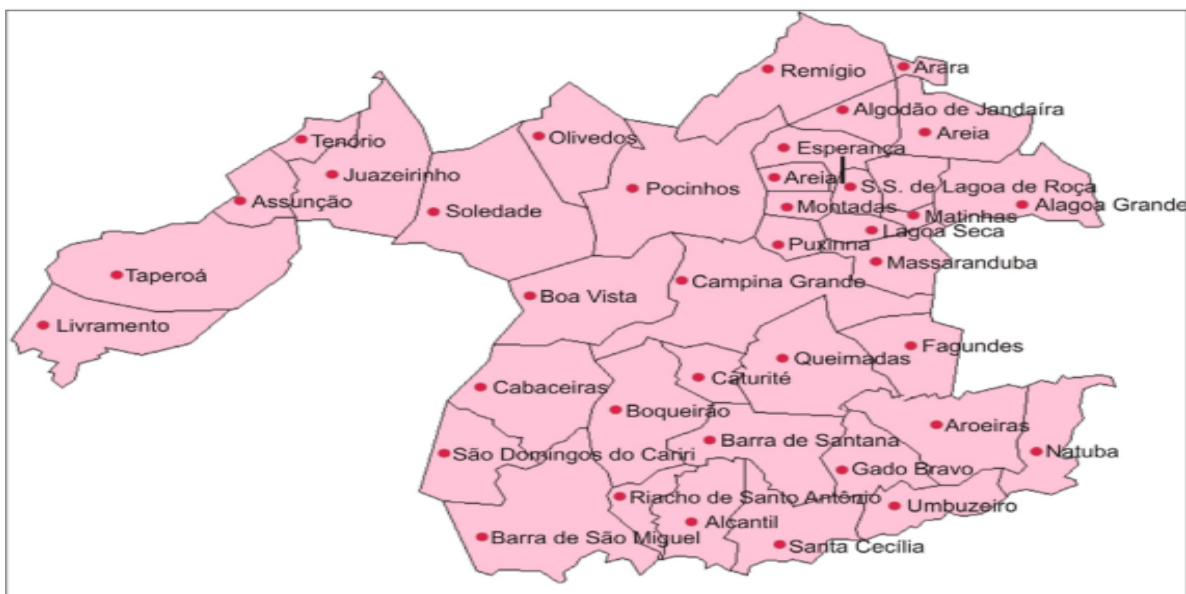 Remígio
Arara
Algodão de Jandaíra
Areia
Tenório
Olivedos
Esperança
Juazeirinho
Areial
Pocinhos
S.S. de Lagoa de Roça
Assunção
Soledade
Montadas
Alagoa Grande
Matinhas
Lagoa Seca
Puxinna
Massaranduba
Taperoá
Campina Grande
Boa Vista
Livramento
Fagundes
Queimadas
Caturité
Cabaceiras
Boqueirão
Aroeiras
Barra de Santana
São Domingos do Cariri
Natuba
Gado Bravo
Riacho de Santo Antônio
Umbuzeiro
Alcantil
Barra de São Miguel
Santa Cecília